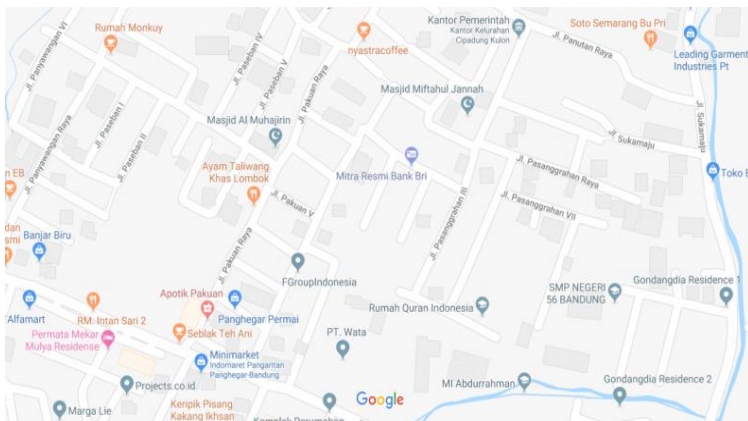 Jl. Panyawangan VI
Rumah Monkuy
Jl. Paseban IV
Jl. Paseban V
nyastracoffee
Kantor Pemerintah
Kantor Kelurahan
Cipadung Kulon
Soto Semarang Bu Pri
Jl. Panutan Raya
Leading Garment
Industries Pt
Jl. Pakuan Raya
Masjid Miftahul Jannah
Jl. Paseban I
Masjid Al Muhajirin
Jl. Sukamaju
Jl. Sukamaju
Jl. Panyawangan Raya
Jl. Paseban II
Ayam Taliwang
Khas Lombok
Mitra Resmi Bank Bri
Jl. Pasanggrahan Raya
Toko B
n EB
Jl. Pakuan V
Jl. Pasanggrahan III
Jl. Pasanggrahan VII
dan
smi
Banjar Biru
Jl. Pakuan Raya
FGroupIndonesia
SMP NEGERI
56 BANDUNG
Gondangdia Residence 1
Apotik Pakuan
Alfamart
RM. Intan Sari 2
Panghegar Permai
Rumah Quran Indonesia
Permata Mekar
Mulya Residense
Seblak Teh Ani
PT. Wata
Minimarket
Indomaret Pangaritan
Panghegar-Bandung
Projects.co.id
MI Abdurrahman
Gondangdia Residence 2
Marga Lie
Keripik Pisang
Kakang Ikhsan
Google
Komplek Perumahan